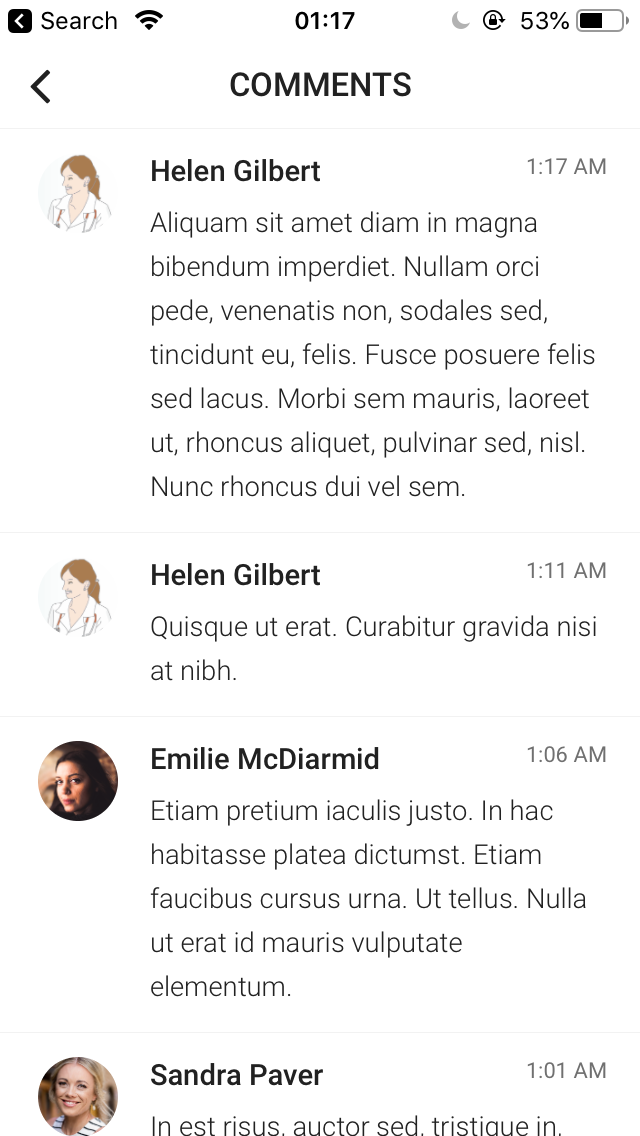 Search 01:17 53%
COMMENTS
Helen Gilbert 1:17 AM
Aliquam sit amet diam in magna
bibendum imperdiet. Nullam orci
pede, venenatis non, sodales sed,
tincidunt eu, felis. Fusce posuere felis
sed lacus. Morbi sem mauris, laoreet
ut, rhoncus aliquet, pulvinar sed, nisl.
Nunc rhoncus dui vel sem.
Helen Gilbert 1:11 AM
Quisque ut erat. Curabitur gravida nisi
at nibh.
Emilie McDiarmid 1:06 AM
Etiam pretium iaculis justo. In hac
habitasse platea dictumst. Etiam
faucibus cursus urna. Ut tellus. Nulla
ut erat id mauris vulputate
elementum.
Sandra Paver 1:01 AM
In est risus, auctor sed, tristique in,